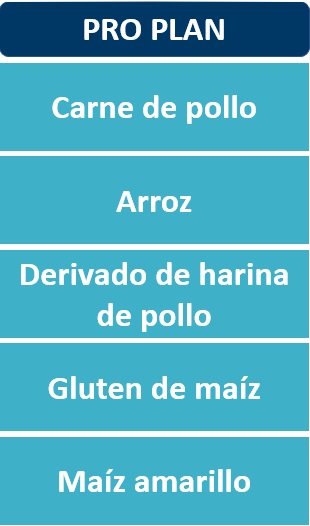 PRO PLAN
Carne de pollo
Arroz
Derivado de harina
de pollo
Gluten de maíz
Maíz amarillo